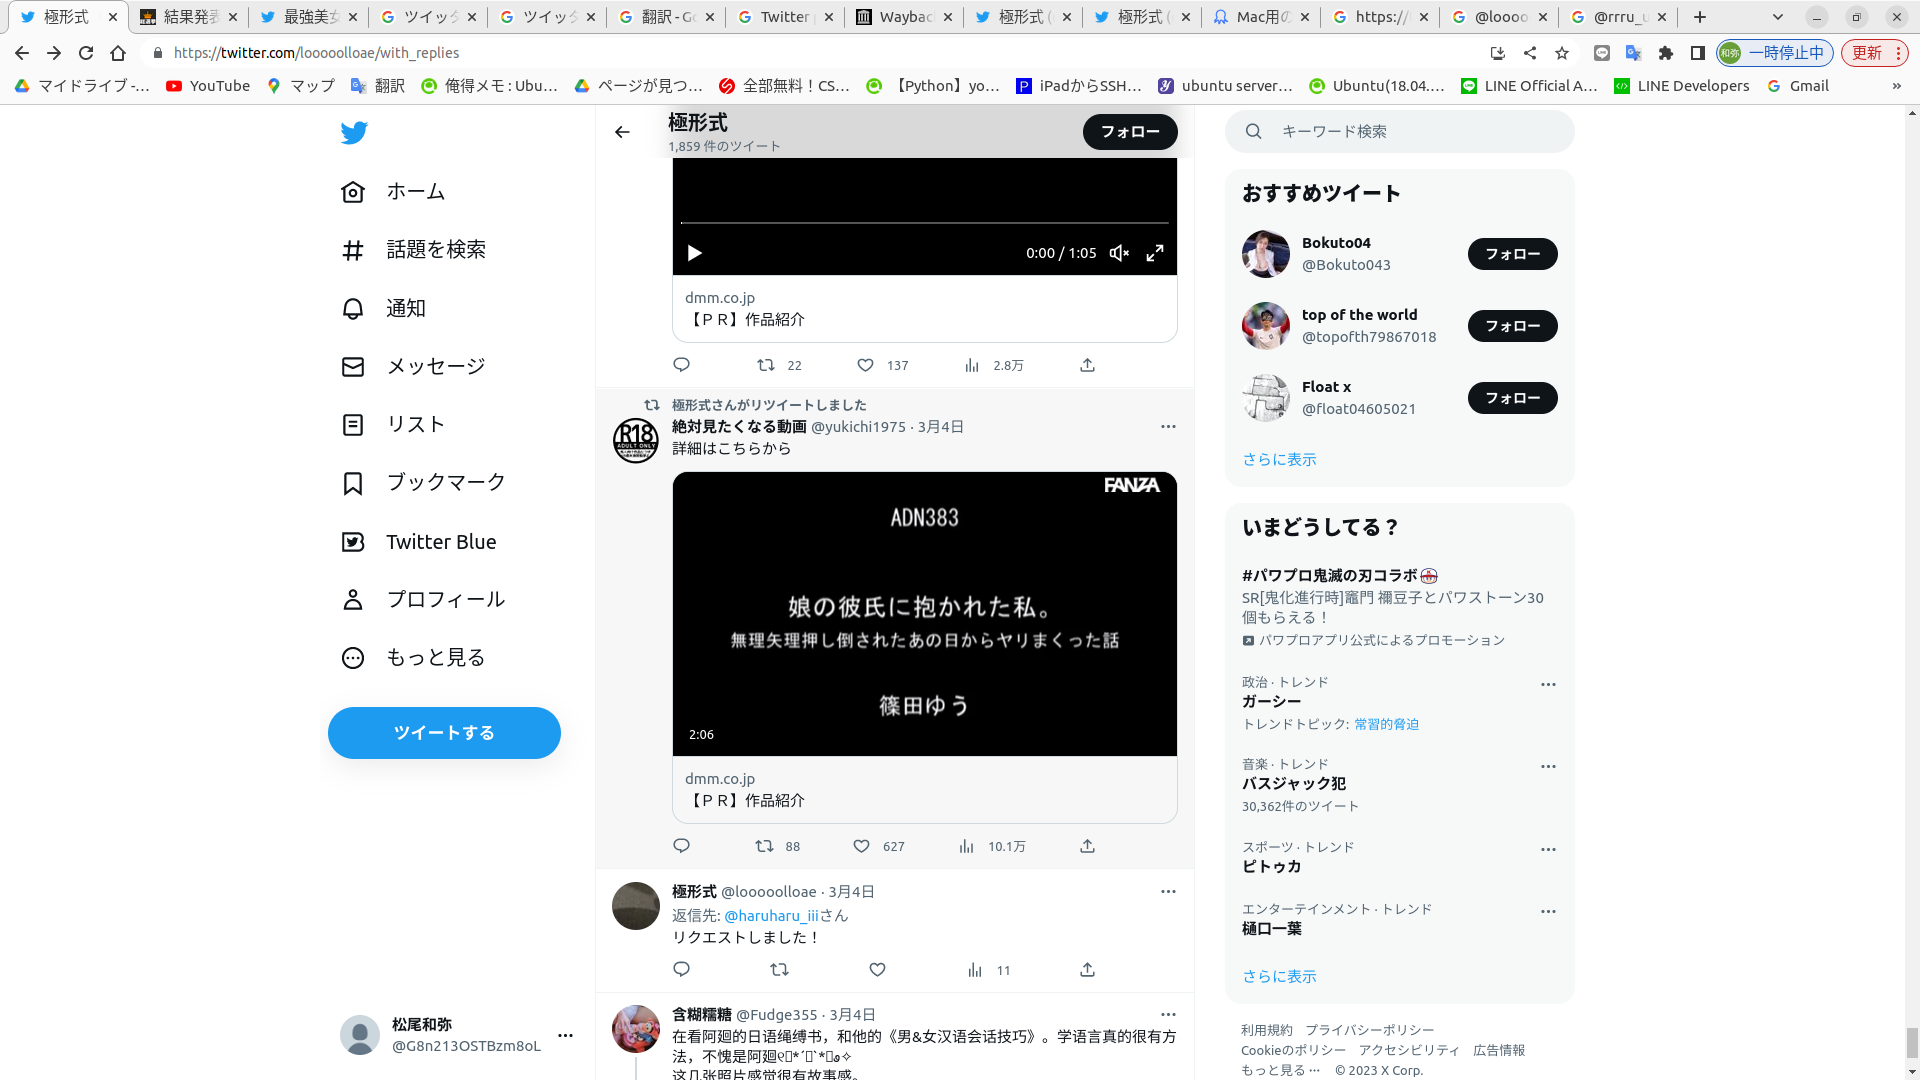 極形式
結果発表
最強美女
ツイッタ
ツイッタ
翻訳 - Go
Twitter p
Waybac
極形式 (
極形式 (
Mac用の
https://
@loooo
@rrru_u
https://twitter.com/looooolloae/with_replies
和弥
一時停止中
更新
マイドライブ -...
YouTube
マップ
翻訳
俺得メモ : Ubu...
ページが見つ...
全部無料！CS...
【Python】yo...
iPadからSSH...
ubuntu server...
Ubuntu(18.04....
LINE Official A...
LINE Developers
Gmail
»
ホーム
話題を検索
通知
メッセージ
リスト
ブックマーク
Twitter Blue
プロフィール
もっと見る
ツイートする
松尾和弥
@G8n213OSTBzm8oL
極形式
1,859 件のツイート
フォロー
0:00 / 1:05
dmm.co.jp
【ＰＲ】作品紹介
22
137
2.8万
極形式さんがリツイートしました
R18
ADULT ONLY
絶対見たくなる動画 @yukichi1975 · 3月4日
詳細はこちらから
FANZA
ADN383
娘の彼氏に抱かれた私。
無理矢理押し倒されたあの日からヤリまくった話
篠田ゆう
2:06
dmm.co.jp
【ＰＲ】作品紹介
88
627
10.1万
極形式 @looooolloae · 3月4日
返信先: @haruharu_iiiさん
リクエストしました！
11
含糊糯糖 @Fudge355 · 3月4日
在看阿廻的日语绳缚书，和他的《男&女汉语会话技巧》。学语言真的很有方
法，不愧是阿廻
这几张照片感觉很有故事感。
キーワード検索
おすすめツイート
Bokuto04
@Bokuto043
フォロー
top of the world
@topofth79867018
フォロー
Float x
@float04605021
フォロー
さらに表示
いまどうしてる？
#パワプロ鬼滅の刃コラボ
SR[鬼化進行時]竈門 禰豆子とパワストーン30
個もらえる！
パワプロアプリ公式によるプロモーション
政治 · トレンド
ガーシー
トレンドトピック: 常習的脅迫
音楽 · トレンド
バスジャック犯
30,362件のツイート
スポーツ · トレンド
ピトゥカ
エンターテインメント · トレンド
樋口一葉
さらに表示
利用規約 プライバシーポリシー
Cookieのポリシー アクセシビリティ 広告情報
もっと見る ··· © 2023 X Corp.